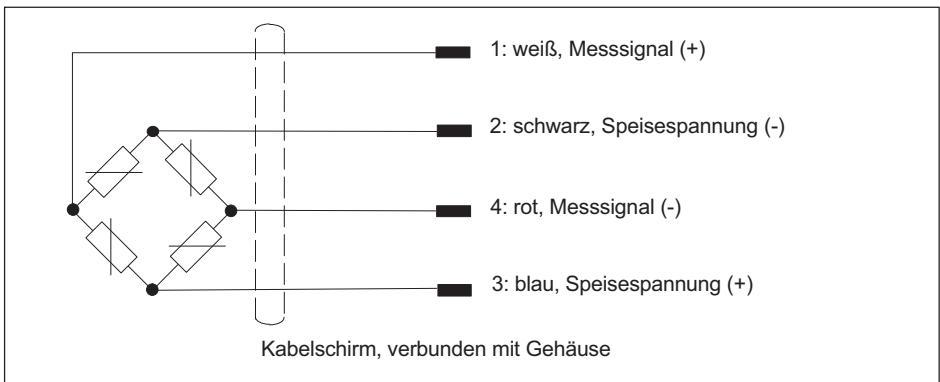 1: weiß, Messsignal (+)
2: schwarz, Speisespannung (-)
4: rot, Messsignal (-)
3: blau, Speisespannung (+)
Kabelschirm, verbunden mit Gehäuse